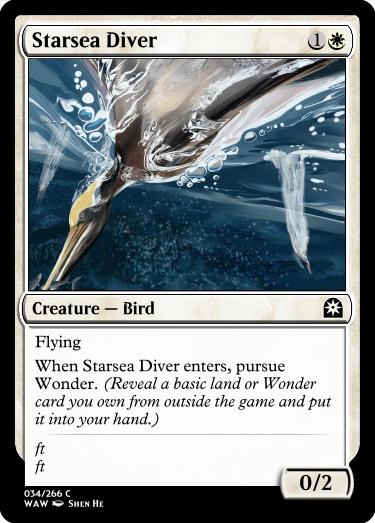 Starsea Diver 1
Creature — Bird
Flying
When Starsea Diver enters, pursue
Wonder. (Reveal a basic land or Wonder
card you own from outside the game and put
it into your hand.)
ft
ft
0/2
034/266 C
WAW Shen He